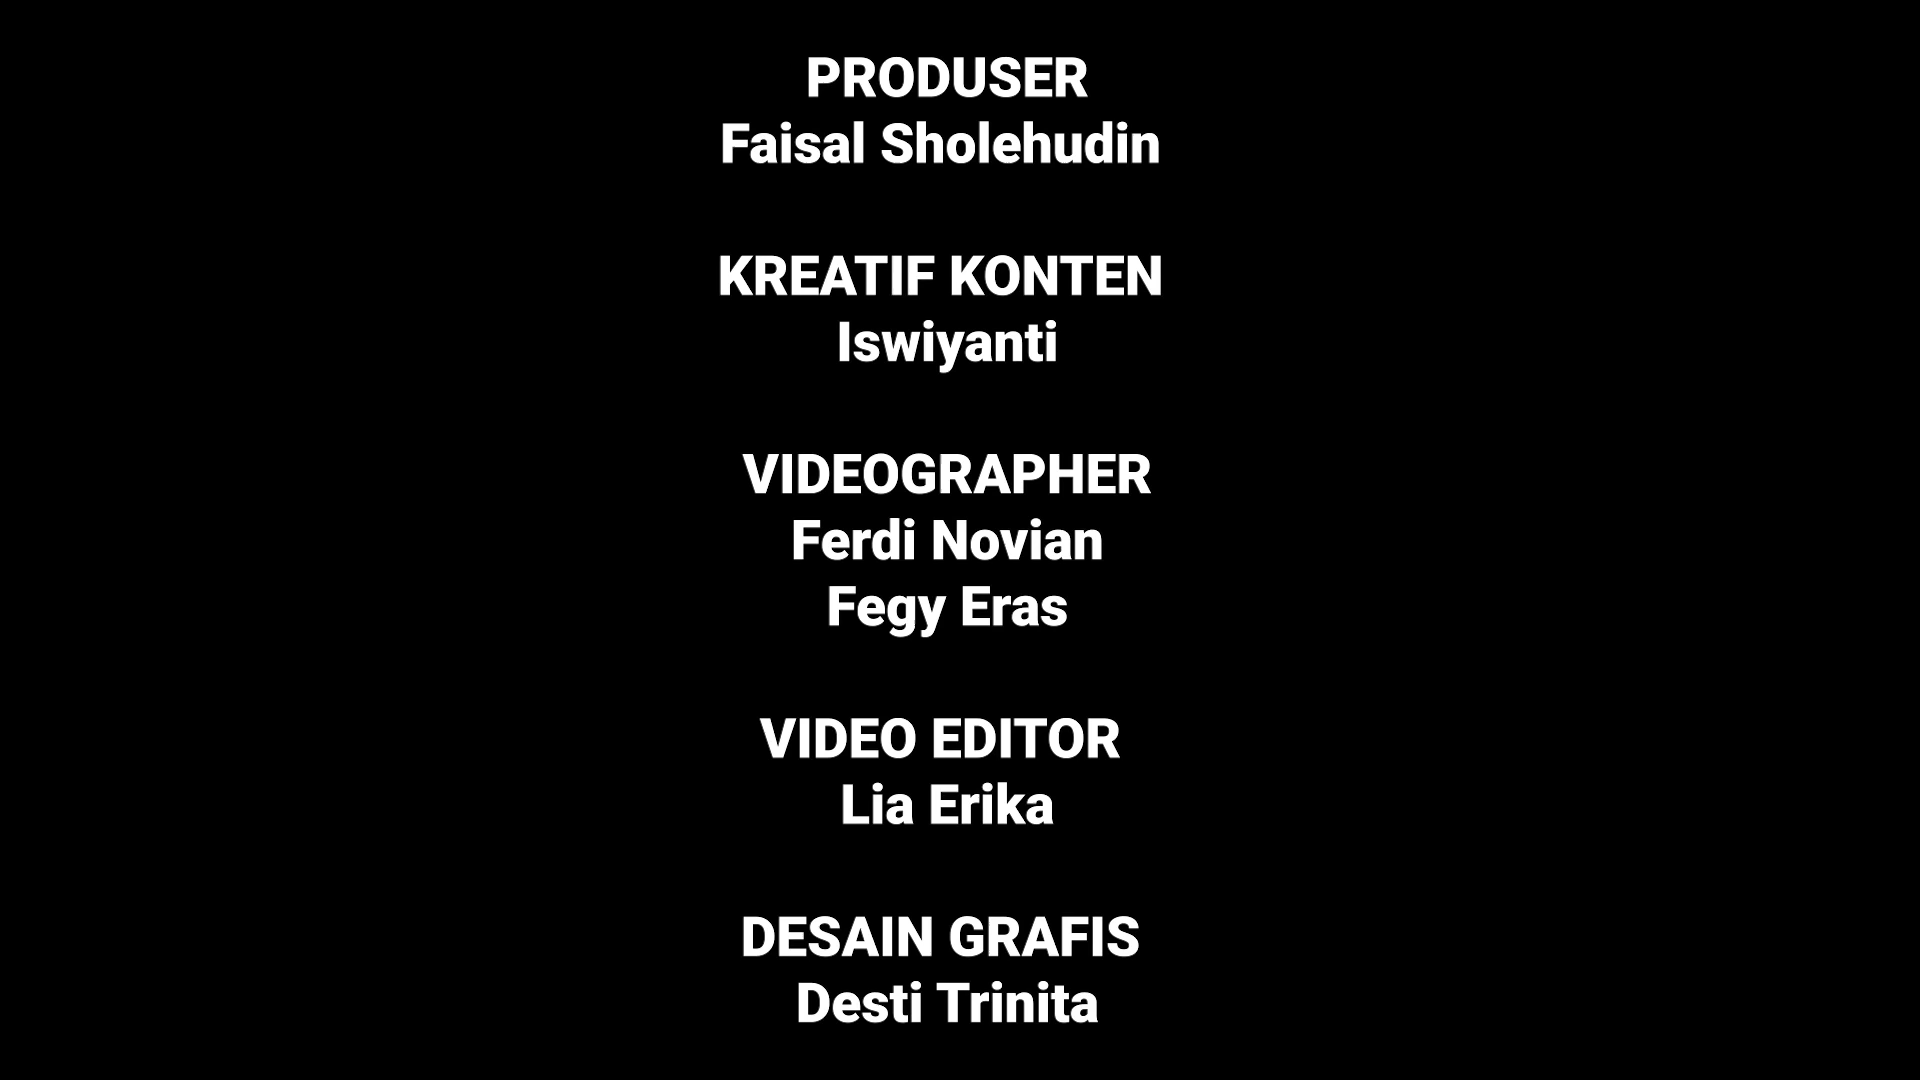 PRODUSER
Faisal Sholehudin
KREATIF KONTEN
Iswiyanti
VIDEOGRAPHER
Ferdi Novian
Fegy Eras
VIDEO EDITOR
Lia Erika
DESAIN GRAFIS
Desti Trinita